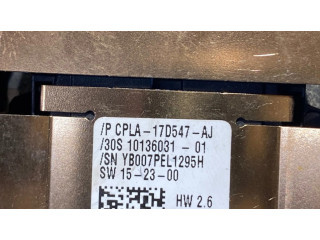 /P CPLA-17D547-AJ
/30S 10136031 - 01
/SN YB007PEL1295H
SW 15-23-00
HW 2.6